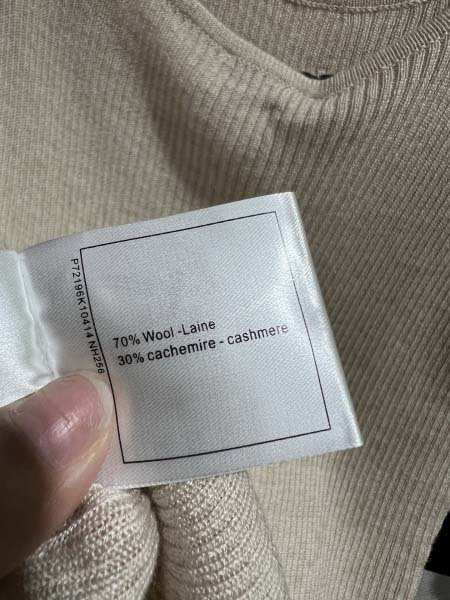 P72196K10414 NH256
70% Wool -Laine
30% cachemire - cashmere